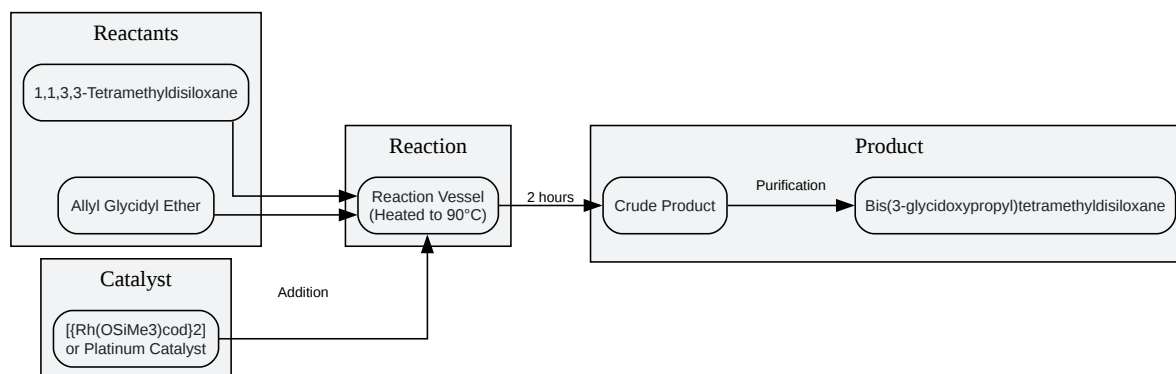 Reactants
1,1,3,3-Tetramethyldisiloxane
Allyl Glycidyl Ether
Catalyst
[{Rh(OSiMe3)cod}2]
or Platinum Catalyst
Addition
Reaction
Reaction Vessel
(Heated to 90°C)
2 hours
Product
Crude Product
Purification
Bis(3-glycidoxypropyl)tetramethyldisiloxane